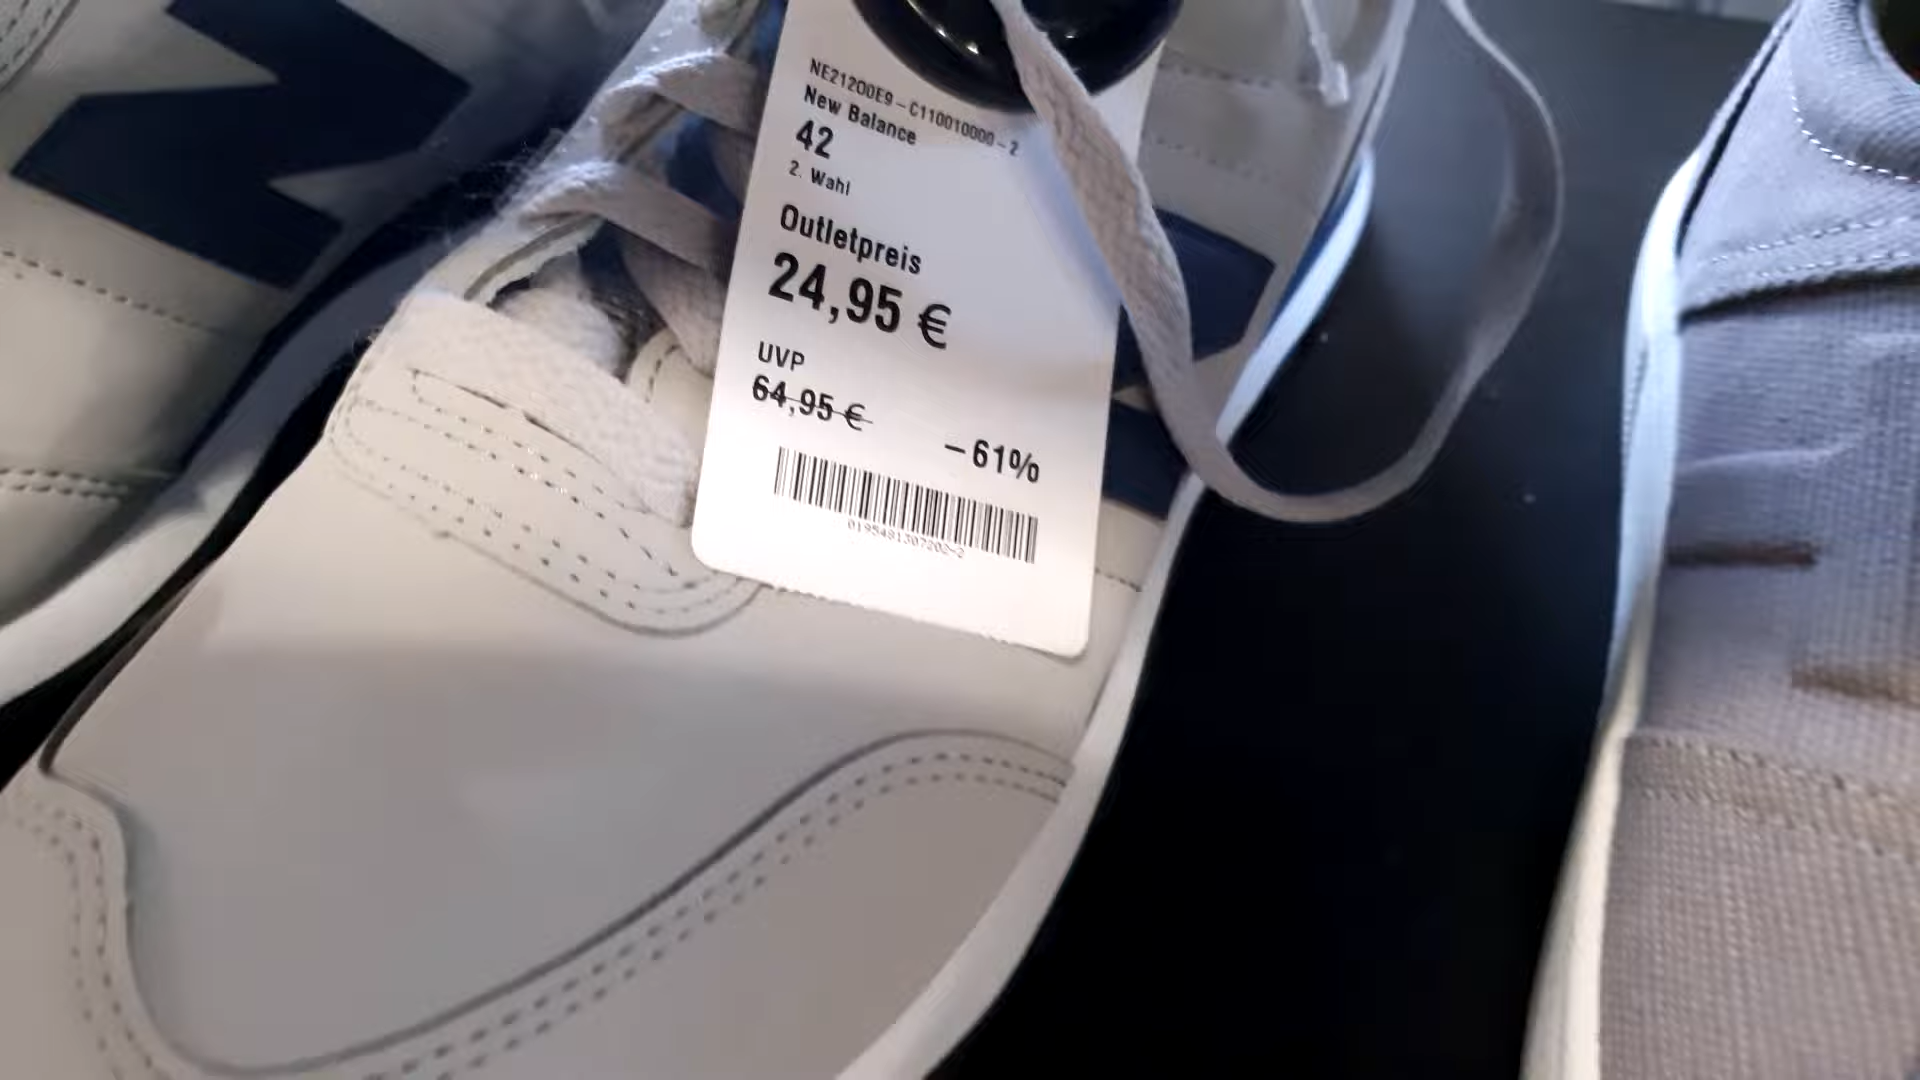 NE21200E9-C110010000-2
New Balance
42
2. Wahl
Outletpreis
24,95 €
UVP
64,95 €
-61%